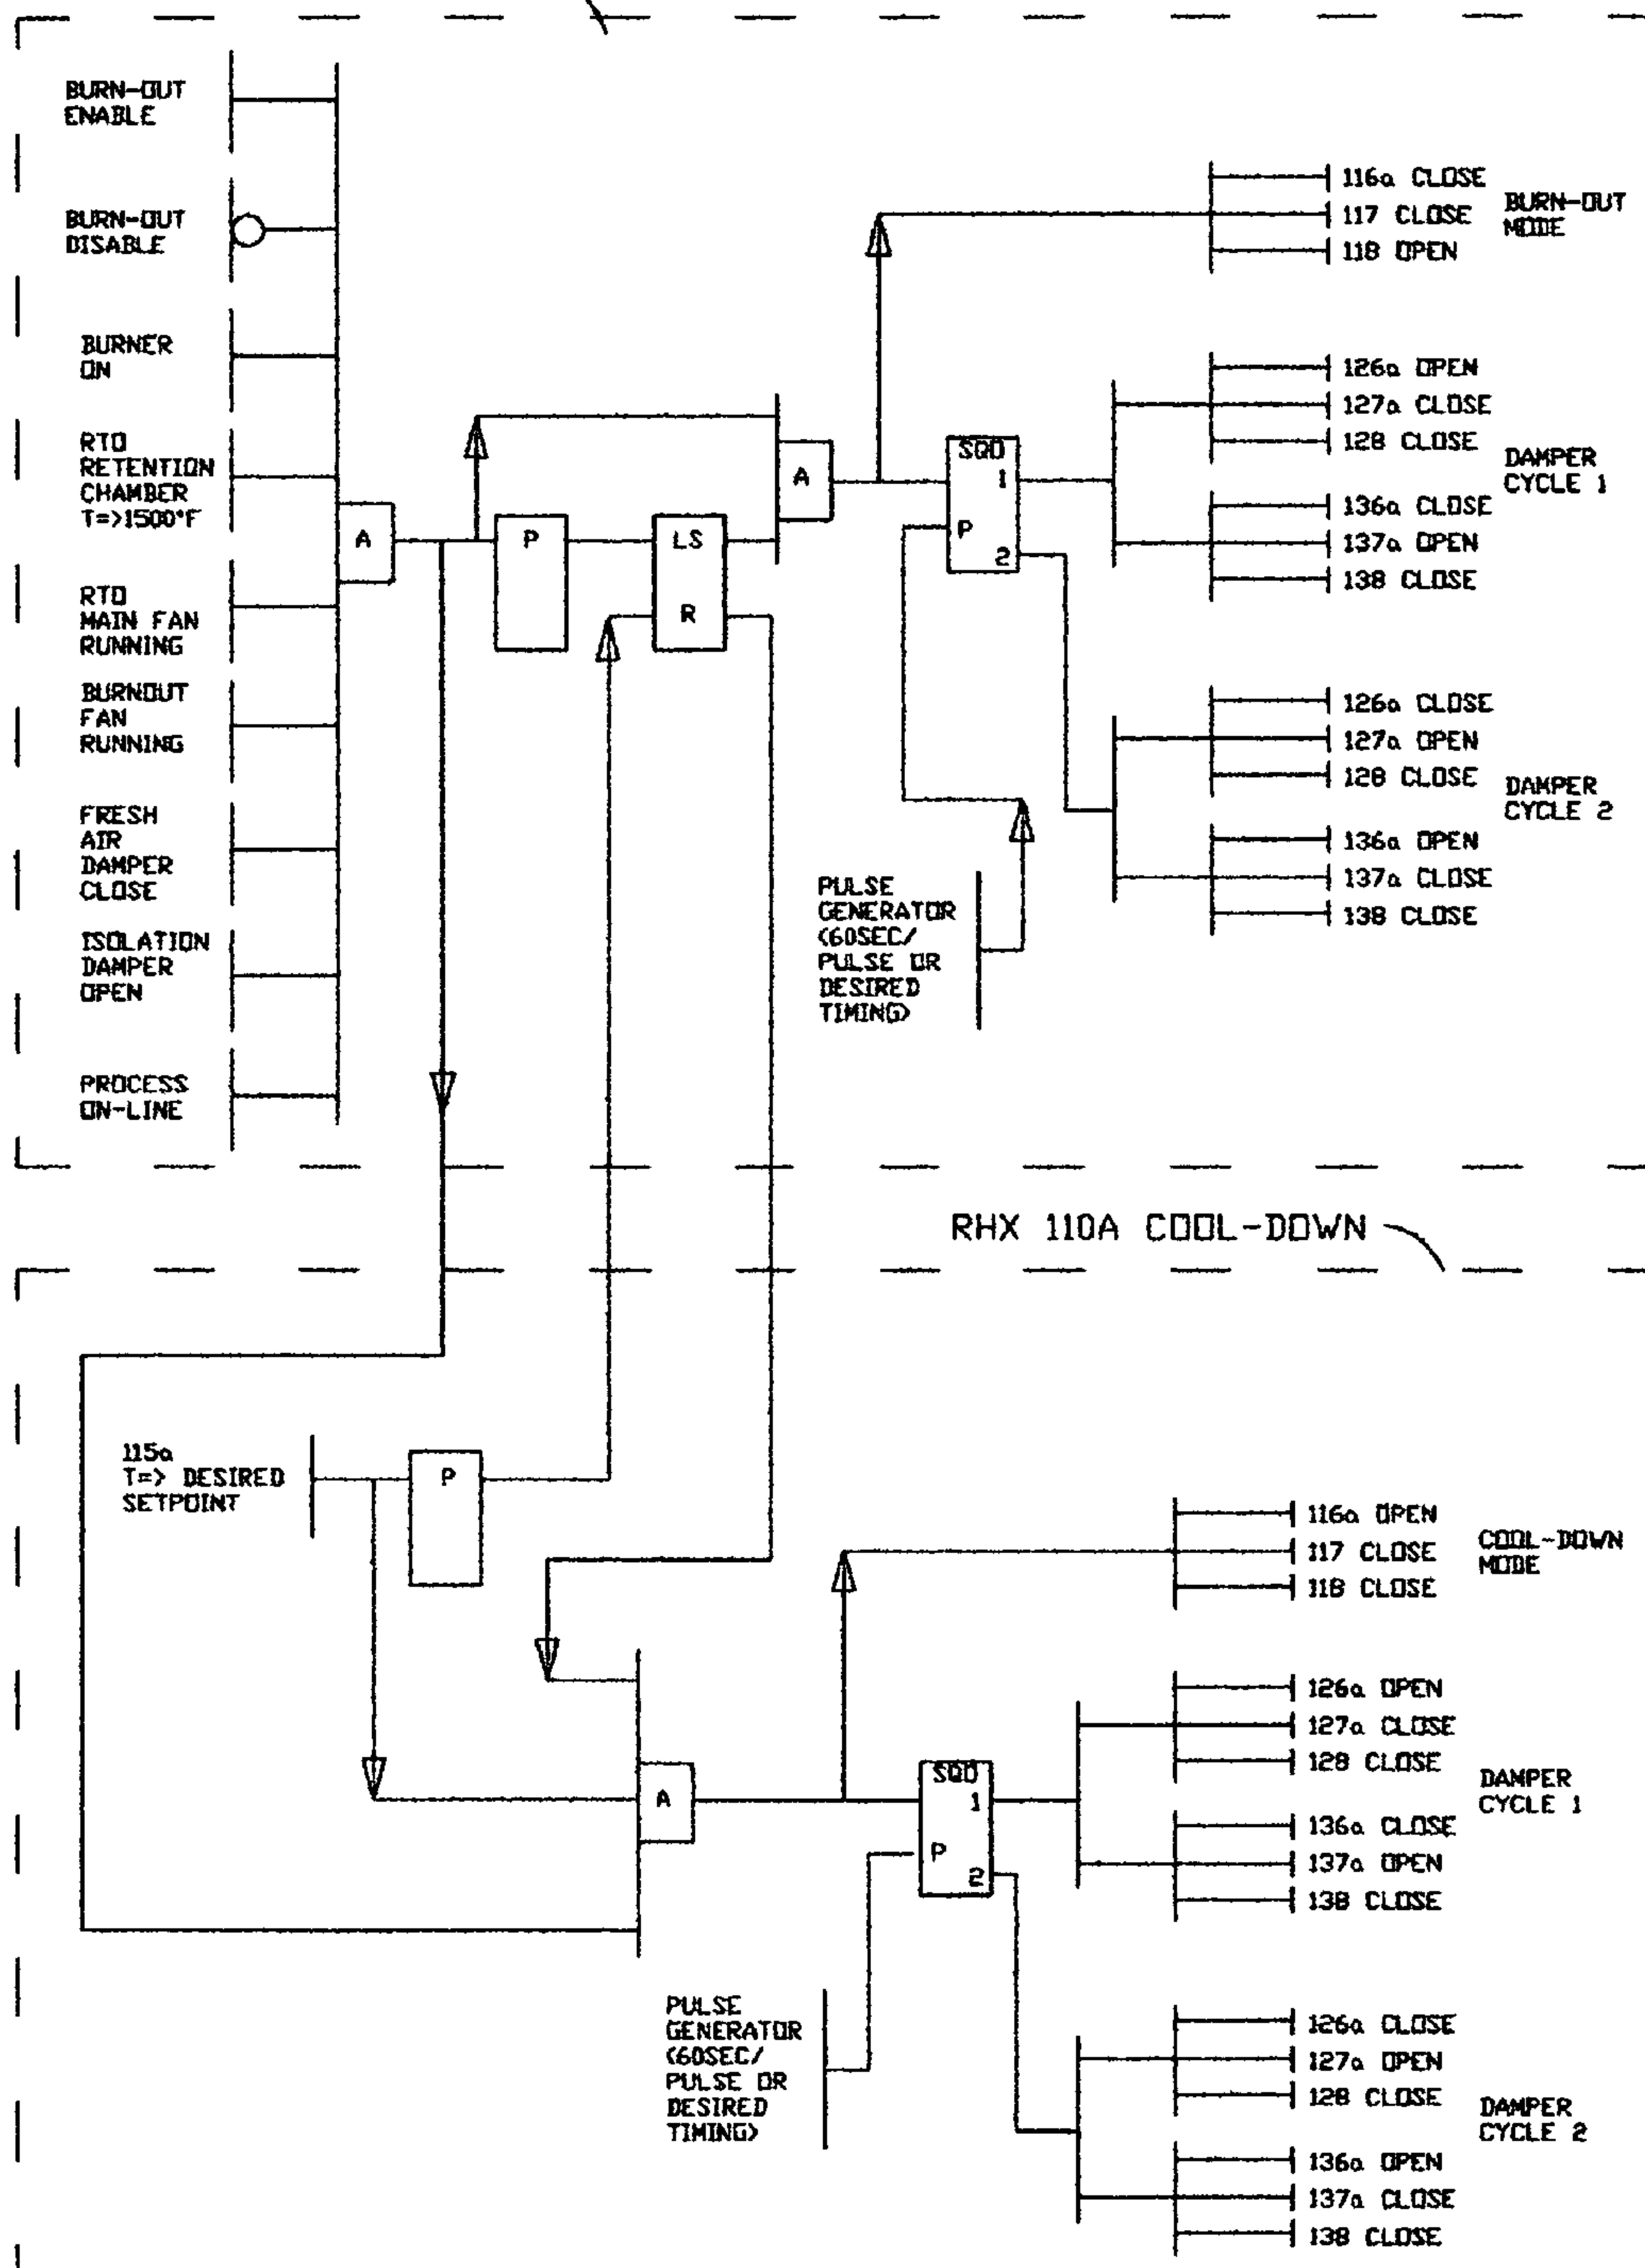 BURN-OUT
ENABLE
BURN-OUT
DISABLE
BURNER
ON
RTO
RETENTION
CHAMBER
T=>1500°F
RTO
MAIN FAN
RUNNING
BURNOUT
FAN
RUNNING
FRESH
AIR
DAMPER
CLOSE
ISOLATION
DAMPER
OPEN
PROCESS
ON-LINE
A
P
LS
R
A
SQD
1
P
2
PULSE
GENERATOR
(60SEC/
PULSE OR
DESIRED
TIMING)
116a CLOSE
117 CLOSE
118 OPEN
BURN-OUT
MODE
126a OPEN
127a CLOSE
128 CLOSE
136a CLOSE
137a OPEN
138 CLOSE
DAMPER
CYCLE 1
126a CLOSE
127a OPEN
128 CLOSE
136a OPEN
137a CLOSE
138 CLOSE
DAMPER
CYCLE 2
RHX 110A COOL-DOWN
115a
T=> DESIRED
SETPOINT
P
A
SQD
1
P
2
PULSE
GENERATOR
(60SEC/
PULSE OR
DESIRED
TIMING)
116a OPEN
117 CLOSE
118 CLOSE
COOL-DOWN
MODE
126a OPEN
127a CLOSE
128 CLOSE
136a CLOSE
137a OPEN
138 CLOSE
DAMPER
CYCLE 1
126a CLOSE
127a OPEN
128 CLOSE
136a OPEN
137a CLOSE
138 CLOSE
DAMPER
CYCLE 2